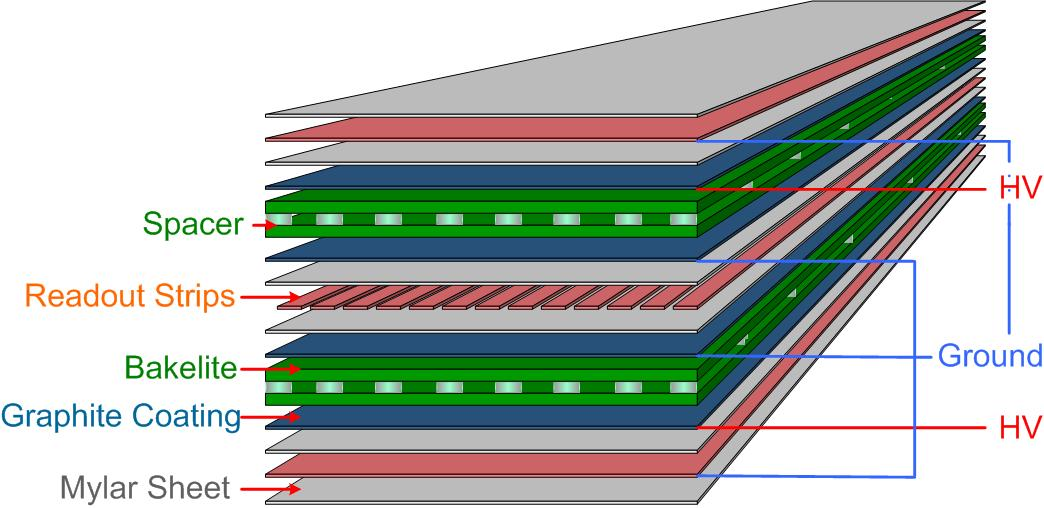 HV
Spacer
Readout Strips
Ground
Bakelite
Graphite Coating
HV
Mylar Sheet